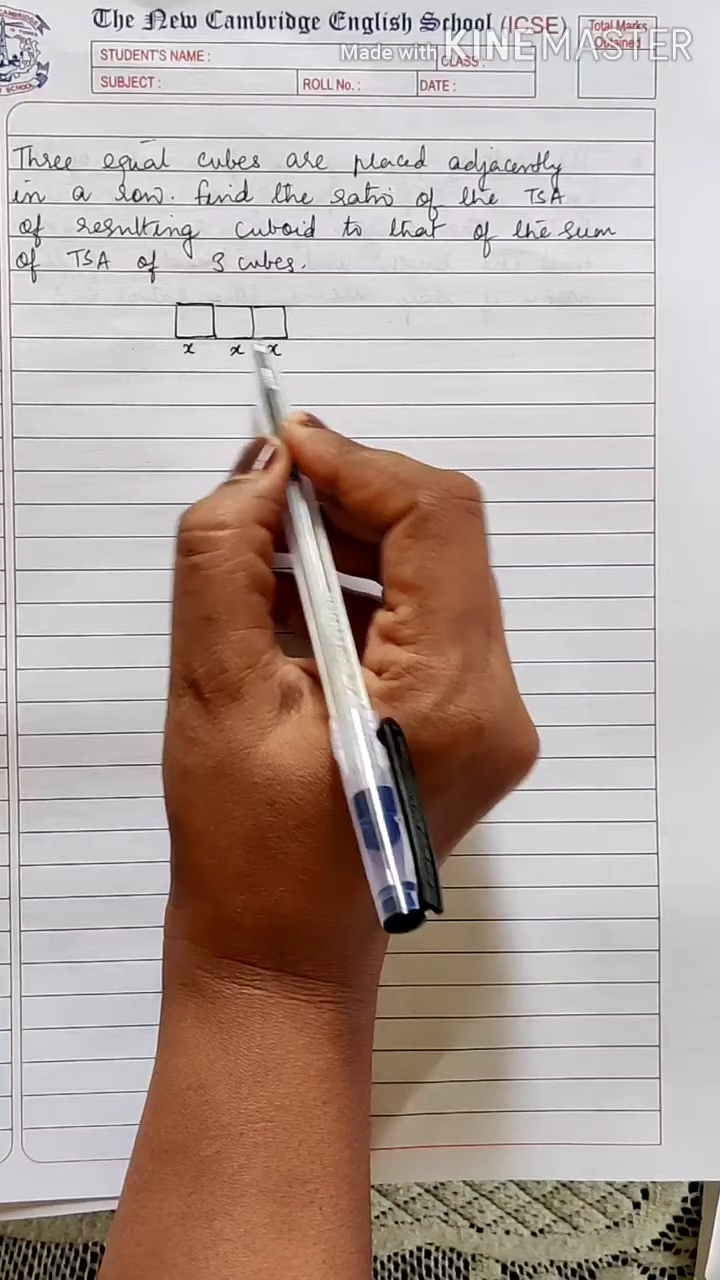 The New Cambridge English School (ICSE)
Total Marks
Obtained
Made with KINEMASTER
STUDENT'S NAME :
CLASS :
SUBJECT :
ROLL No. :
DATE :
Three equal cubes are placed adjacently
in a row. find the ratio of the TSA
of resulting cuboid to that of the sum
of TSA of 3 cubes.
x x x